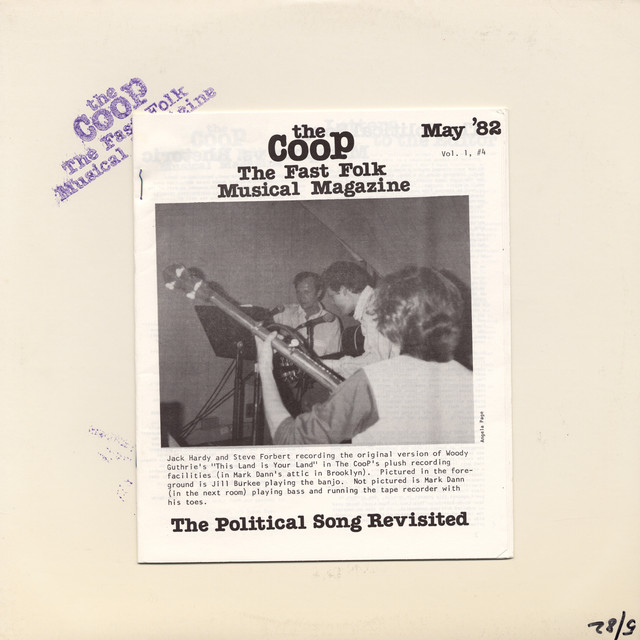 the
Coop
The Fast Folk
Musical Magazine
the
CooP
The Fast Folk
Musical Magazine
May '82
Vol. 1, #4
Angela Page
Jack Hardy and Steve Forbert recording the original version of Woody
Guthrie's "This Land is Your Land" in The CooP's plush recording
facilities (in Mark Dann's attic in Brooklyn). Pictured in the fore-
ground is Jill Burkee playing the banjo. Not pictured is Mark Dann
(in the next room) playing bass and running the tape recorder with
his toes.
The Political Song Revisited
5/82